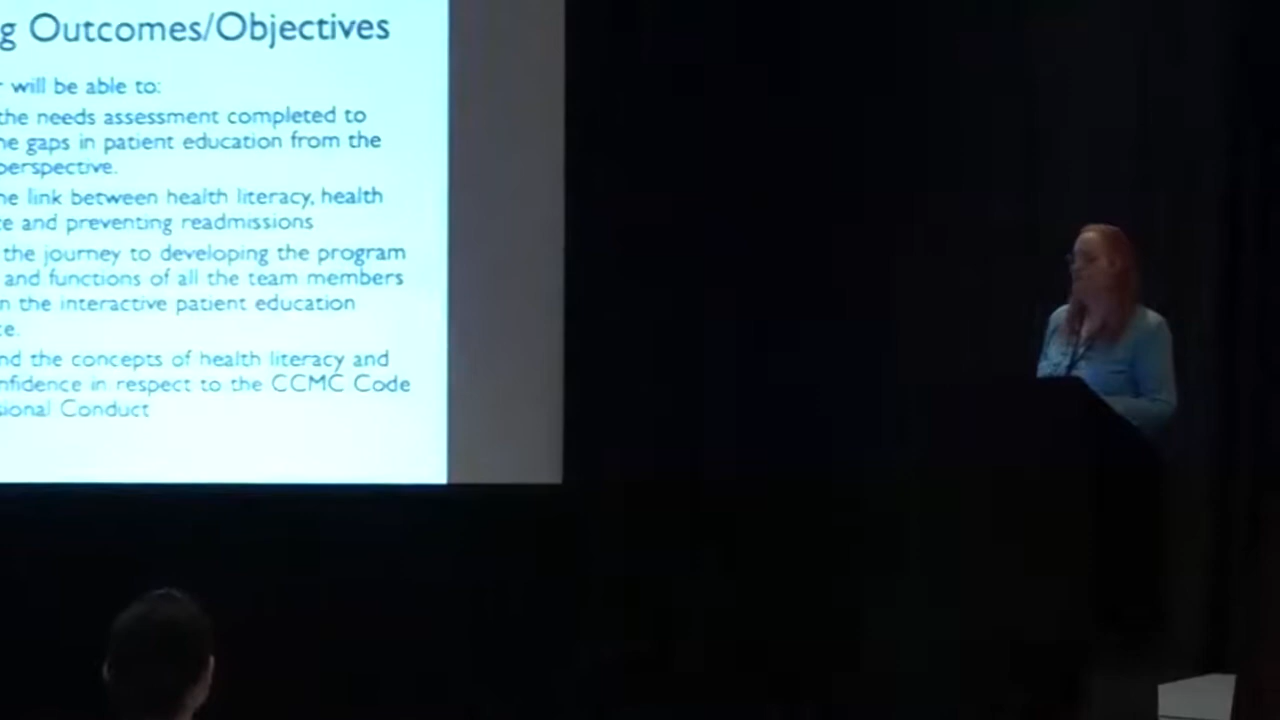 g Outcomes/Objectives
will be able to:
the needs assessment completed to
he gaps in patient education from the
perspective.
he link between health literacy, health
ce and preventing readmissions
the journey to developing the program
and functions of all the team members
n the interactive patient education
ce.
nd the concepts of health literacy and
nfidence in respect to the CCMC Code
sional Conduct